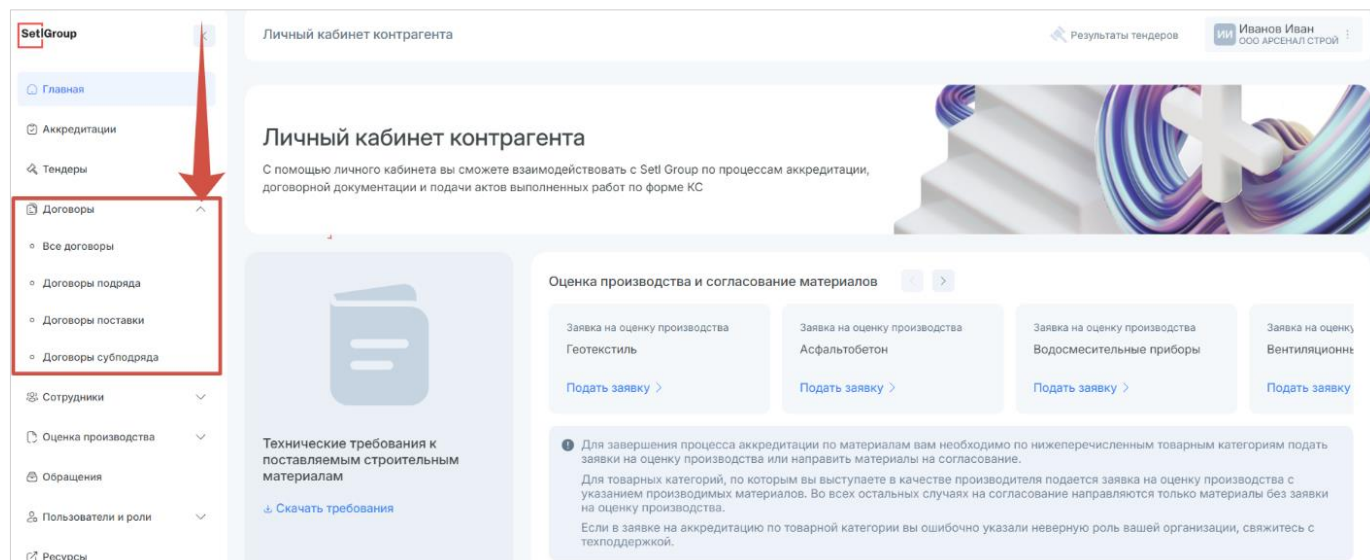 Setl Group
Личный кабинет контрагента
Результаты тендеров
ИИ
Иванов Иван
ООО АРСЕНАЛ СТРОЙ
Главная
Аккредитации
Тендеры
Договоры
Все договоры
Договоры подряда
Договоры поставки
Договоры субподряда
Сотрудники
Оценка производства
Обращения
Пользователи и роли
Ресурсы
Личный кабинет контрагента
С помощью личного кабинета вы сможете взаимодействовать с Setl Group по процессам аккредитации,
договорной документации и подачи актов выполненных работ по форме КС
Технические требования к
поставляемым строительным
материалам
Скачать требования
Оценка производства и согласование материалов
Заявка на оценку производства
Геотекстиль
Подать заявку
Заявка на оценку производства
Асфальтобетон
Подать заявку
Заявка на оценку производства
Водосмесительные приборы
Подать заявку
Заявка на оценку
Вентиляционны
Подать заявку
Для завершения процесса аккредитации по материалам вам необходимо по нижеперечисленным товарным категориям подать
заявки на оценку производства или направить материалы на согласование.
Для товарных категорий, по которым вы выступаете в качестве производителя подается заявка на оценку производства с
указанием производимых материалов. Во всех остальных случаях на согласование направляются только материалы без заявки
на оценку производства.
Если в заявке на аккредитацию по товарной категории вы ошибочно указали неверную роль вашей организации, свяжитесь с
техподдержкой.